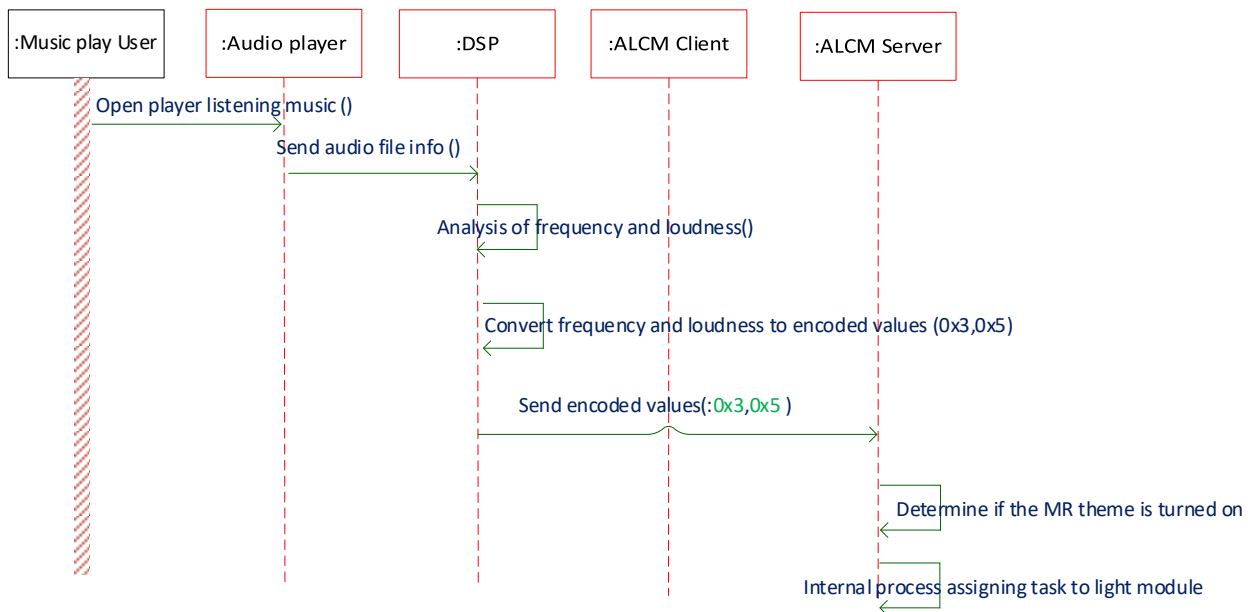 :Music play User
:Audio player
:DSP
:ALCM Client
:ALCM Server
Open player listening music ()
Send audio file info ()
Analysis of frequency and loudness()
Convert frequency and loudness to encoded values (0x3,0x5)
Send encoded values(:0x3,0x5 )
Determine if the MR theme is turned on
Internal process assigning task to light module